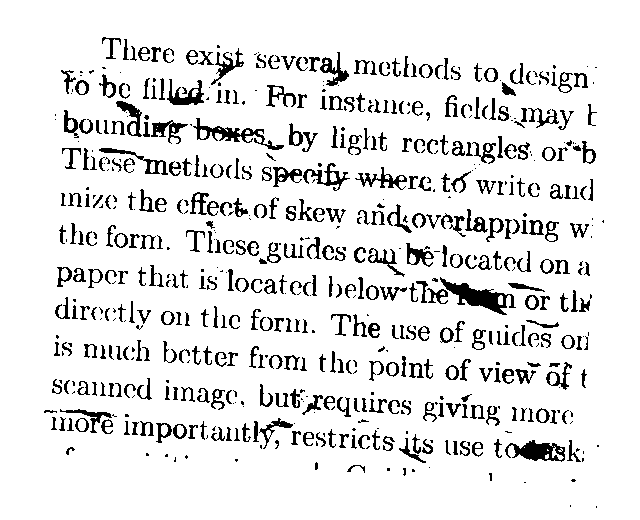 There exist several methods to design
to be filled in. For instance, fields may b
bounding boxes, by light rectangles or b
These methods specify where to write and
mize the effect of skew and overlapping w
the form. These guides can be located on a
paper that is located below the form or th
directly on the form. The use of guides on
is much better from the point of view of t
scanned image, but requires giving more
more importantly, restricts its use to task